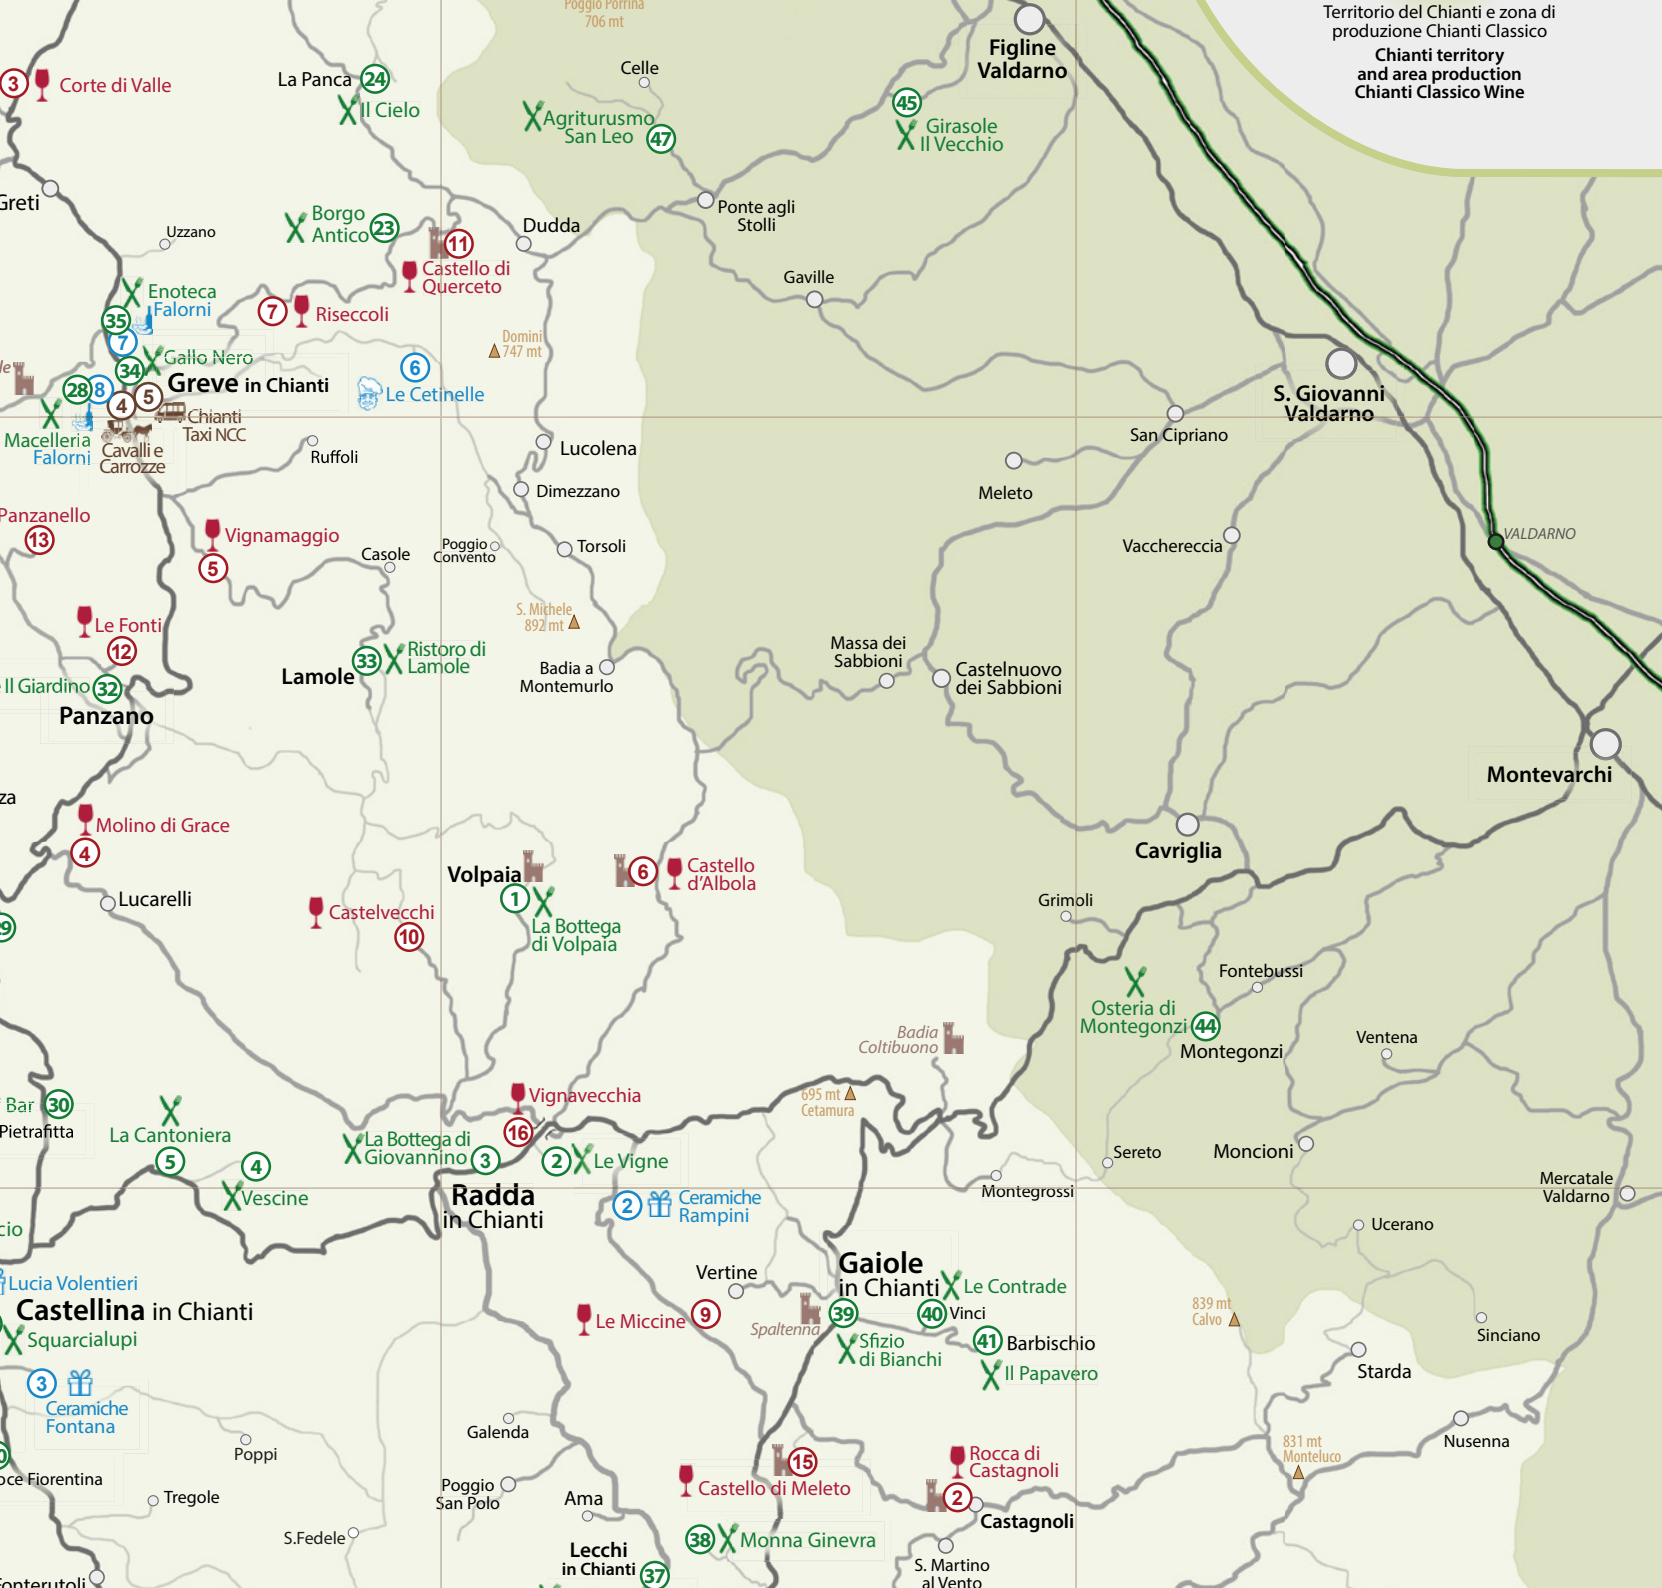 Poggio Porrina
706 mt
Territorio del Chianti e zona di
produzione Chianti Classico
Chianti territory
and area production
Chianti Classico Wine
Figline
Valdarno
3
Corte di Valle
La Panca
24
Il Cielo
Celle
Agriturusmo
San Leo
47
45
Girasole
Il Vecchio
Greti
Uzzano
Borgo
Antico
23
11
Castello di
Querceto
Dudda
Ponte agli
Stolli
Gaville
Enoteca
Falorni
35
7
7
Riseccoli
Domini
747 mt
Gallo Nero
34
Greve in Chianti
28
8
4
5
Chianti
Taxi NCC
6
Le Cetinelle
Macelleria
Falorni
Cavalli e
Carrozze
Ruffoli
Lucolena
Dimezzano
S. Giovanni
Valdarno
San Cipriano
Meleto
Panzanello
13
Vignamaggio
5
Casole
Poggio
Convento
Torsoli
Vacchereccia
VALDARNO
Le Fonti
12
S. Michele
892 mt
Il Giardino
32
Panzano
Lamole
33
Ristoro di
Lamole
Badia a
Montemurlo
Massa dei
Sabbioni
Castelnuovo
dei Sabbioni
Montevarchi
za
Molino di Grace
4
Lucarelli
Volpaia
1
La Bottega
di Volpaia
6
Castello
d'Albola
Cavriglia
Castelvecchi
10
Grimoli
Osteria di
Montegonzi
44
Montegonzi
Fontebussi
Ventena
Badia
Coltibuono
695 mt
Cetamura
Bar
30
Pietrafitta
La Cantoniera
5
4
Vescine
Vignavecchia
16
La Bottega di
Giovannino
3
2
Le Vigne
Radda
in Chianti
2
Ceramiche
Rampini
Montegrossi
Sereto
Moncioni
Mercatale
Valdarno
Ucerano
cio
Lucia Volentieri
Castellina in Chianti
Squarcialupi
3
Ceramiche
Fontana
Vertine
Le Miccine
9
Spaltenna
Gaiole
in Chianti
Le Contrade
39
40
Vinci
Sfizio
di Bianchi
41
Barbischio
Il Papavero
839 mt
Calvo
Sinciano
Starda
Nusenna
831 mt
Monteluco
Galenda
Poppi
oce Fiorentina
Tregole
S.Fedele
Poggio
San Polo
Ama
15
Castello di Meleto
Rocca di
Castagnoli
2
Castagnoli
38
Monna Ginevra
Lecchi
in Chianti
37
S. Martino
al Vento
onterutoli